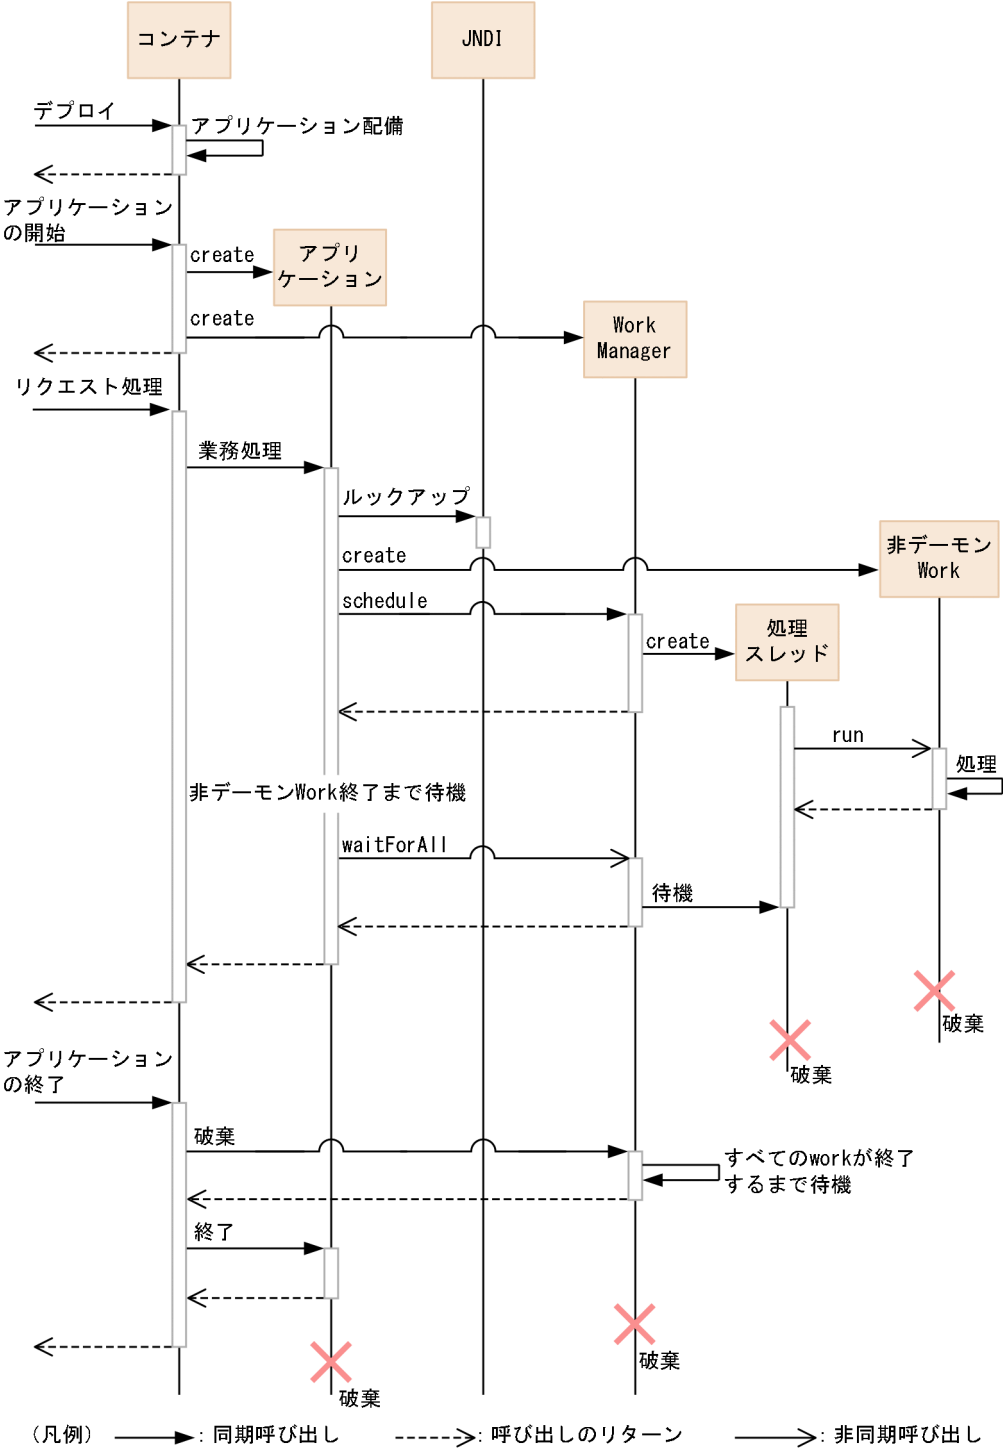 コンテナ
JNDI
デプロイ
アプリケーション配備
アプリケーション
の開始
create
アプリ
ケーション
create
Work
Manager
リクエスト処理
業務処理
ルックアップ
create
非デーモン
Work
schedule
create
処理
スレッド
run
処理
非デーモンWork終了まで待機
waitForAll
待機
破棄
破棄
アプリケーション
の終了
破棄
すべてのworkが終了
するまで待機
終了
破棄
破棄
(凡例)
: 同期呼び出し
: 呼び出しのリターン
: 非同期呼び出し